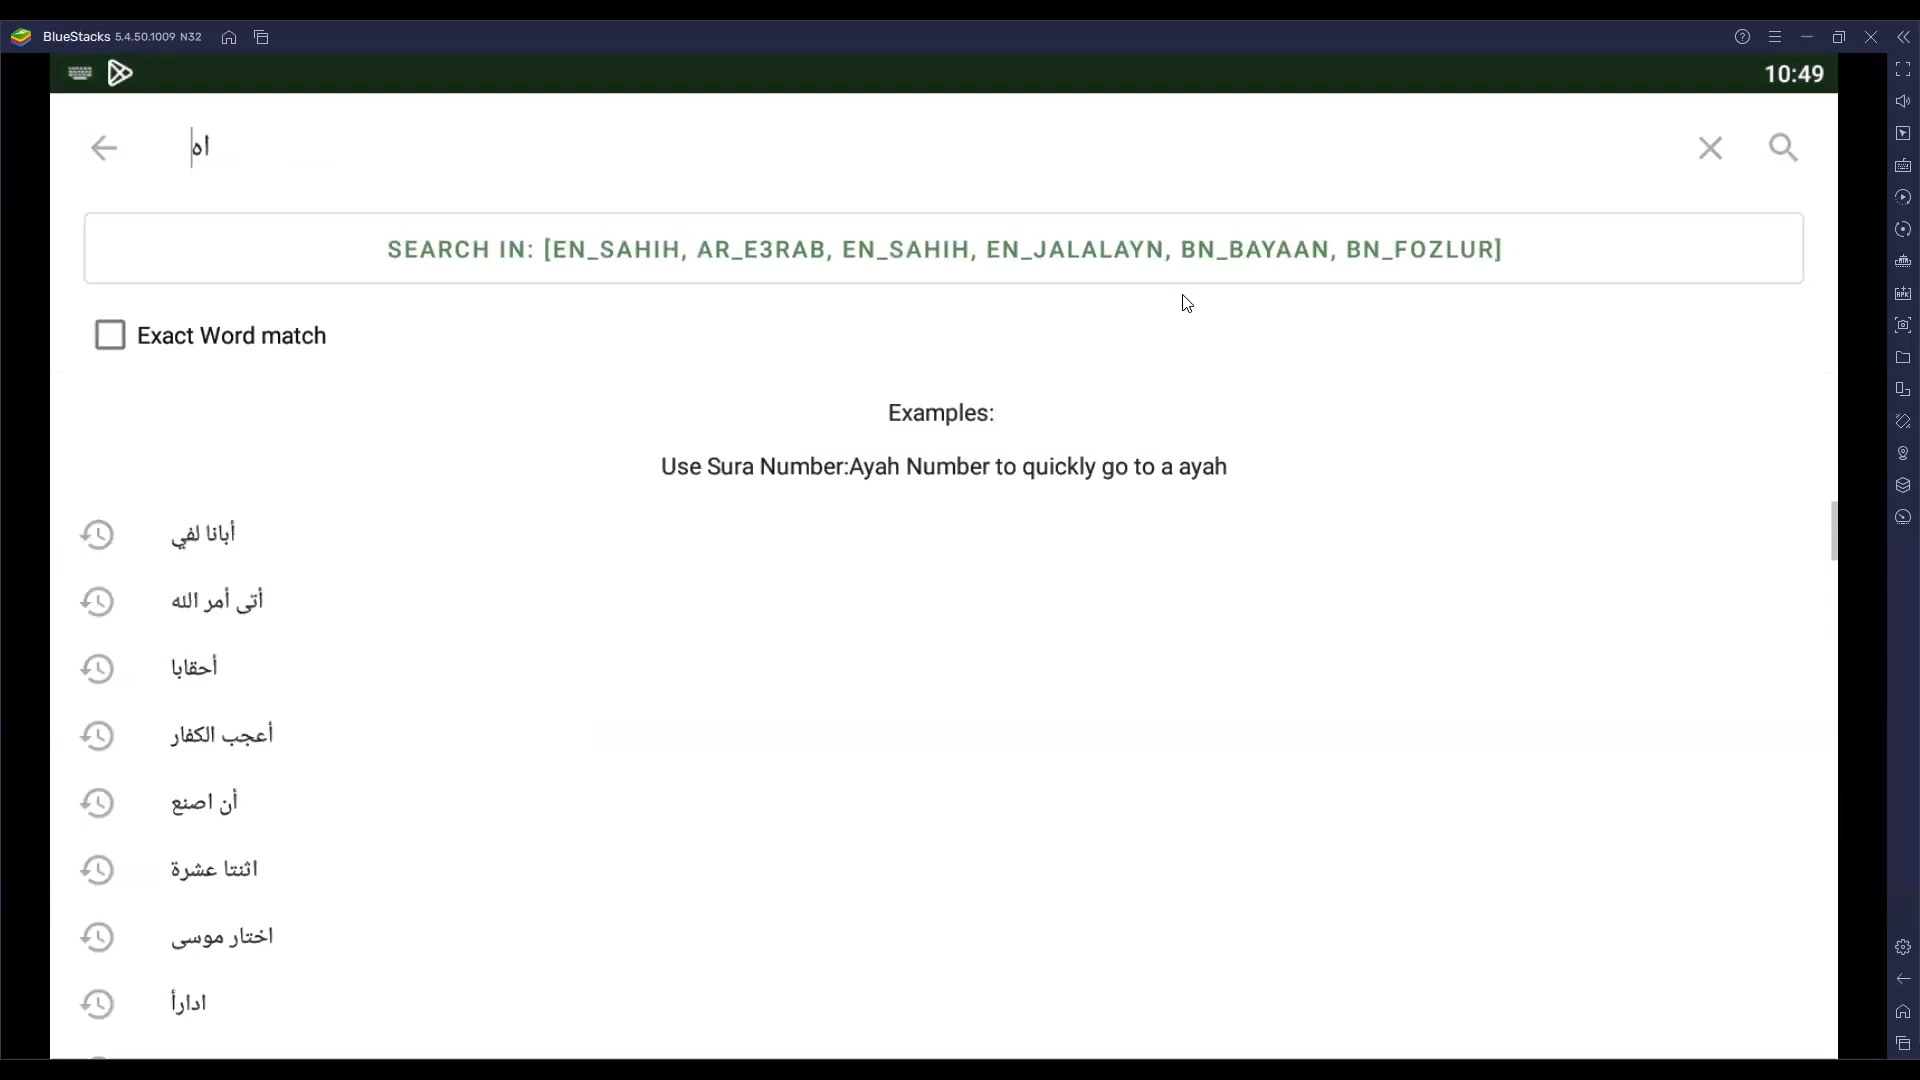 BlueStacks 5.4.50.1009 N32
10:49
اه
SEARCH IN: [EN_SAHIH, AR_E3RAB, EN_SAHIH, EN_JALALAYN, BN_BAYAAN, BN_FOZLUR]
Exact Word match
Examples:
Use Sura Number:Ayah Number to quickly go to a ayah
أبانا لفي
أتى أمر الله
أحقابا
أعجب الكفار
أن اصنع
اثنتا عشرة
اختار موسى
ادارأ